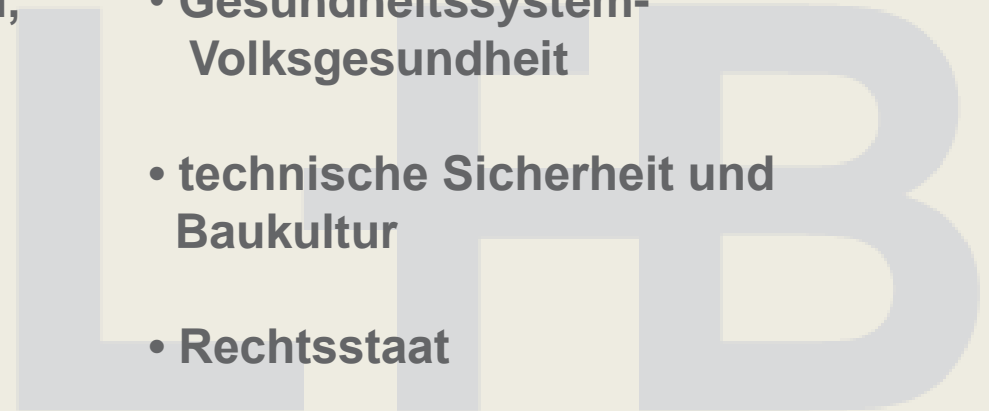 • Gesundheitssystem-
Volksgesundheit
• technische Sicherheit und
Baukultur
• Rechtsstaat